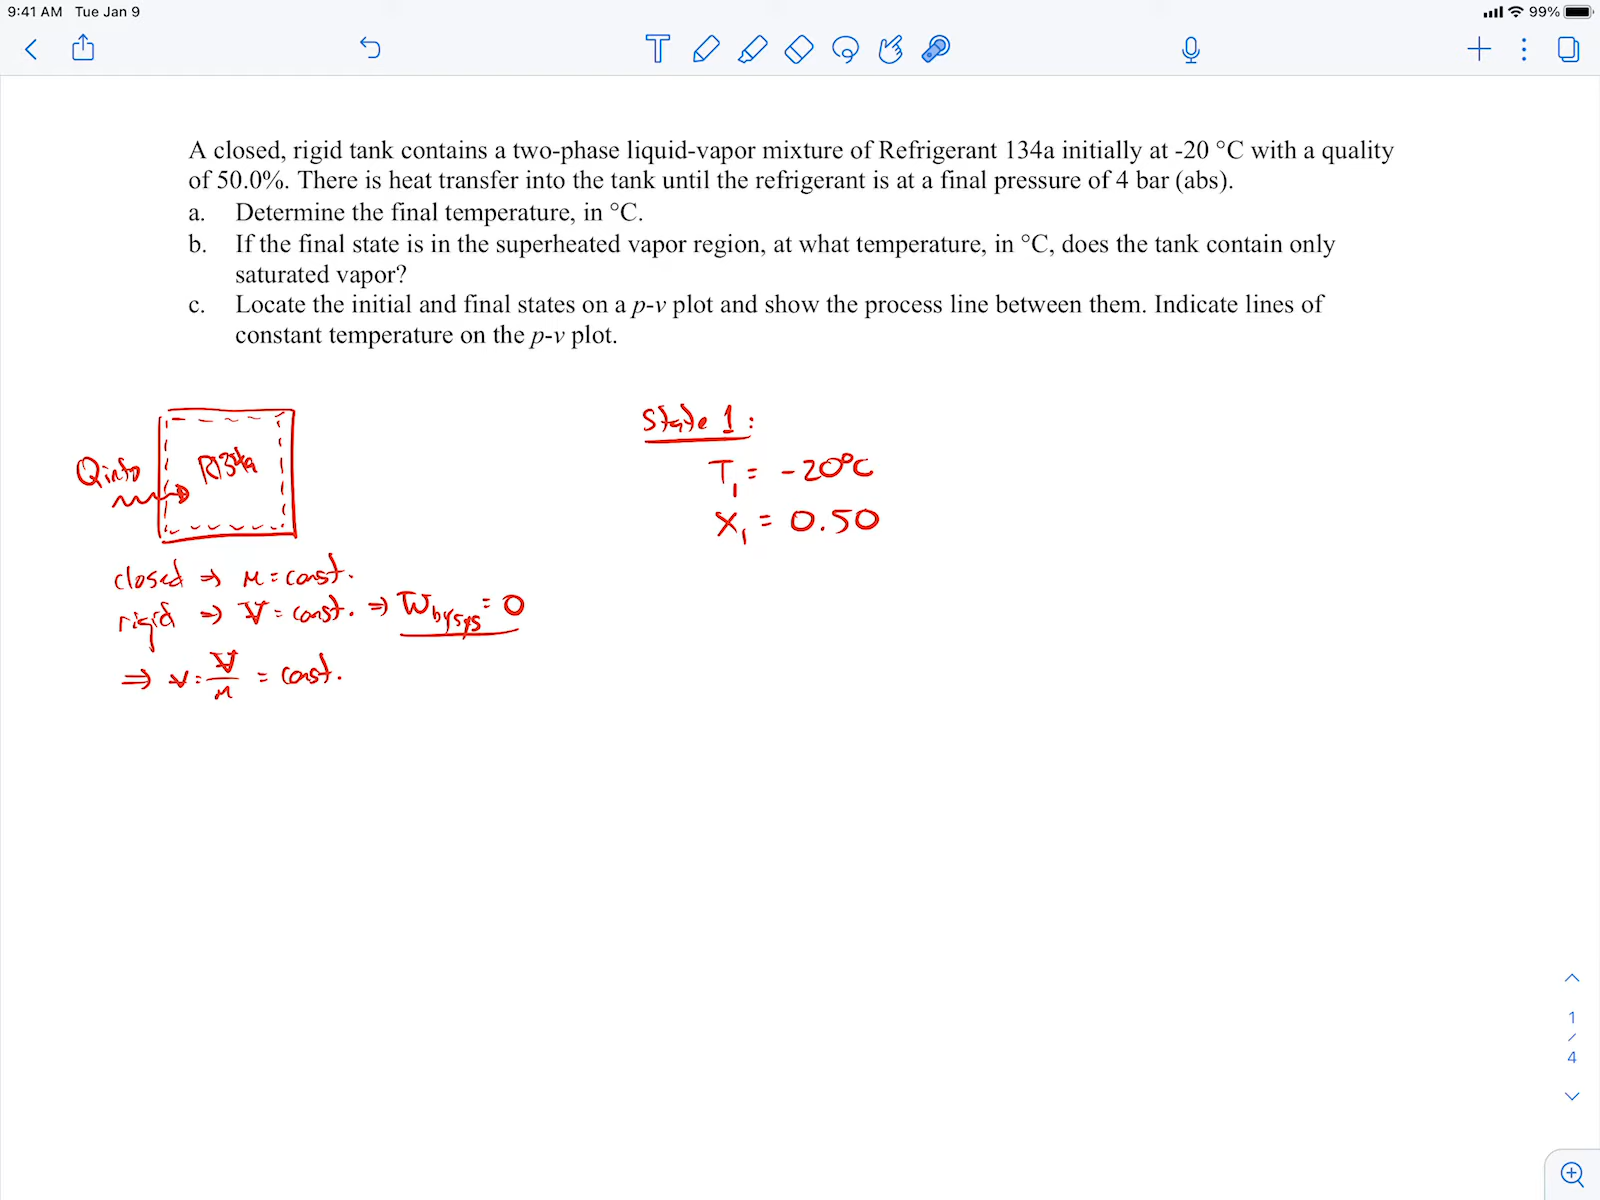 9:41 AM Tue Jan 9
99%
A closed, rigid tank contains a two-phase liquid-vapor mixture of Refrigerant 134a initially at -20 °C with a quality
of 50.0%. There is heat transfer into the tank until the refrigerant is at a final pressure of 4 bar (abs).
a. Determine the final temperature, in °C.
b. If the final state is in the superheated vapor region, at what temperature, in °C, does the tank contain only
saturated vapor?
c. Locate the initial and final states on a p-v plot and show the process line between them. Indicate lines of
constant temperature on the p-v plot.
Qinto
R134a
closed ⇒ M = const.
rigid ⇒ V = const. ⇒ Wbysys = 0
⇒ v = V/M = const.
State 1:
T₁ = -20°C
x₁ = 0.50
1
/
4